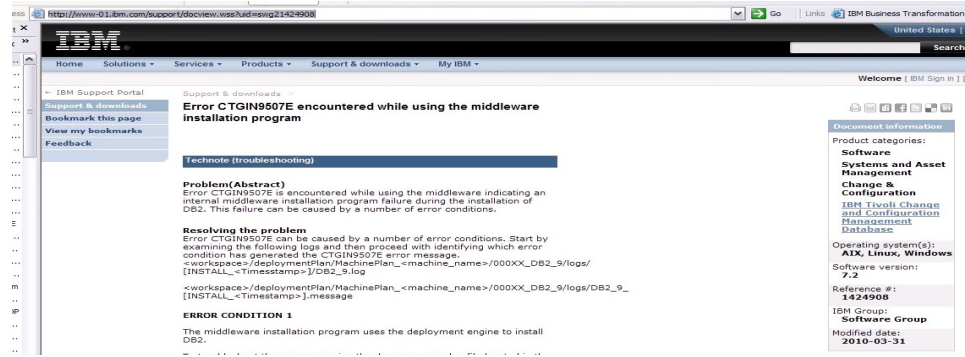 ess http://www-01.ibm.com/support/docview.wss?uid=swg21424908 Go Links IBM Business Transformation
United States |
IBM
Search
Home Solutions Services Products Support & downloads My IBM
Welcome [ IBM Sign in ]
← IBM Support Portal
Support & downloads
Bookmark this page
View my bookmarks
Feedback
Support & downloads >
Error CTGIN9507E encountered while using the middleware
installation program
Technote (troubleshooting)
Problem(Abstract)
Error CTGIN9507E is encountered while using the middleware indicating an
internal middleware installation program failure during the installation of
DB2. This failure can be caused by a number of error conditions.
Resolving the problem
Error CTGIN9507E can be caused by a number of error conditions. Start by
examining the following logs and then proceed with identifying which error
condition has generated the CTGIN9507E error message.
<workspace>/deploymentPlan/MachinePlan_<machine_name>/000XX_DB2_9/logs/
[INSTALL_<Timesstamp>]/DB2_9.log
<workspace>/deploymentPlan/MachinePlan_<machine_name>/000XX_DB2_9/logs/DB2_9_
[INSTALL_<Timestamp>].message
ERROR CONDITION 1
The middleware installation program uses the deployment engine to install
DB2.
Document information
Product categories:
Software
Systems and Asset
Management
Change &
Configuration
IBM Tivoli Change
and Configuration
Management
Database
Operating system(s):
AIX, Linux, Windows
Software version:
7.2
Reference #:
1424908
IBM Group:
Software Group
Modified date:
2010-03-31